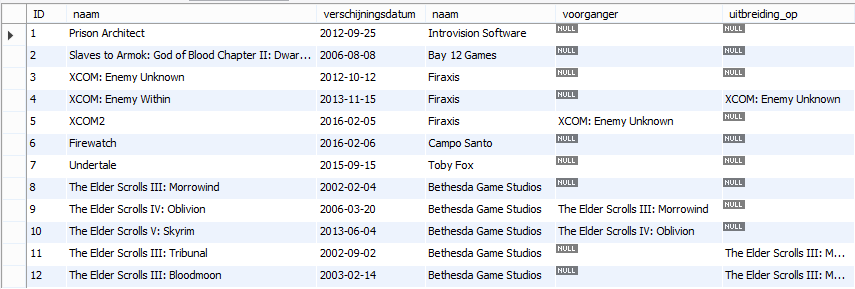 ID naam verschijningsdatum naam voorganger uitbreiding_op
1 Prison Architect 2012-09-25 Introvision Software NULL NULL
2 Slaves to Armok: God of Blood Chapter II: Dwar... 2006-08-08 Bay 12 Games NULL NULL
3 XCOM: Enemy Unknown 2012-10-12 Firaxis NULL NULL
4 XCOM: Enemy Within 2013-11-15 Firaxis NULL XCOM: Enemy Unknown
5 XCOM2 2016-02-05 Firaxis XCOM: Enemy Unknown NULL
6 Firewatch 2016-02-06 Campo Santo NULL NULL
7 Undertale 2015-09-15 Toby Fox NULL NULL
8 The Elder Scrolls III: Morrowind 2002-02-04 Bethesda Game Studios NULL NULL
9 The Elder Scrolls IV: Oblivion 2006-03-20 Bethesda Game Studios The Elder Scrolls III: Morrowind NULL
10 The Elder Scrolls V: Skyrim 2013-06-04 Bethesda Game Studios The Elder Scrolls IV: Oblivion NULL
11 The Elder Scrolls III: Tribunal 2002-09-02 Bethesda Game Studios NULL The Elder Scrolls III: M...
12 The Elder Scrolls III: Bloodmoon 2003-02-14 Bethesda Game Studios NULL The Elder Scrolls III: M...